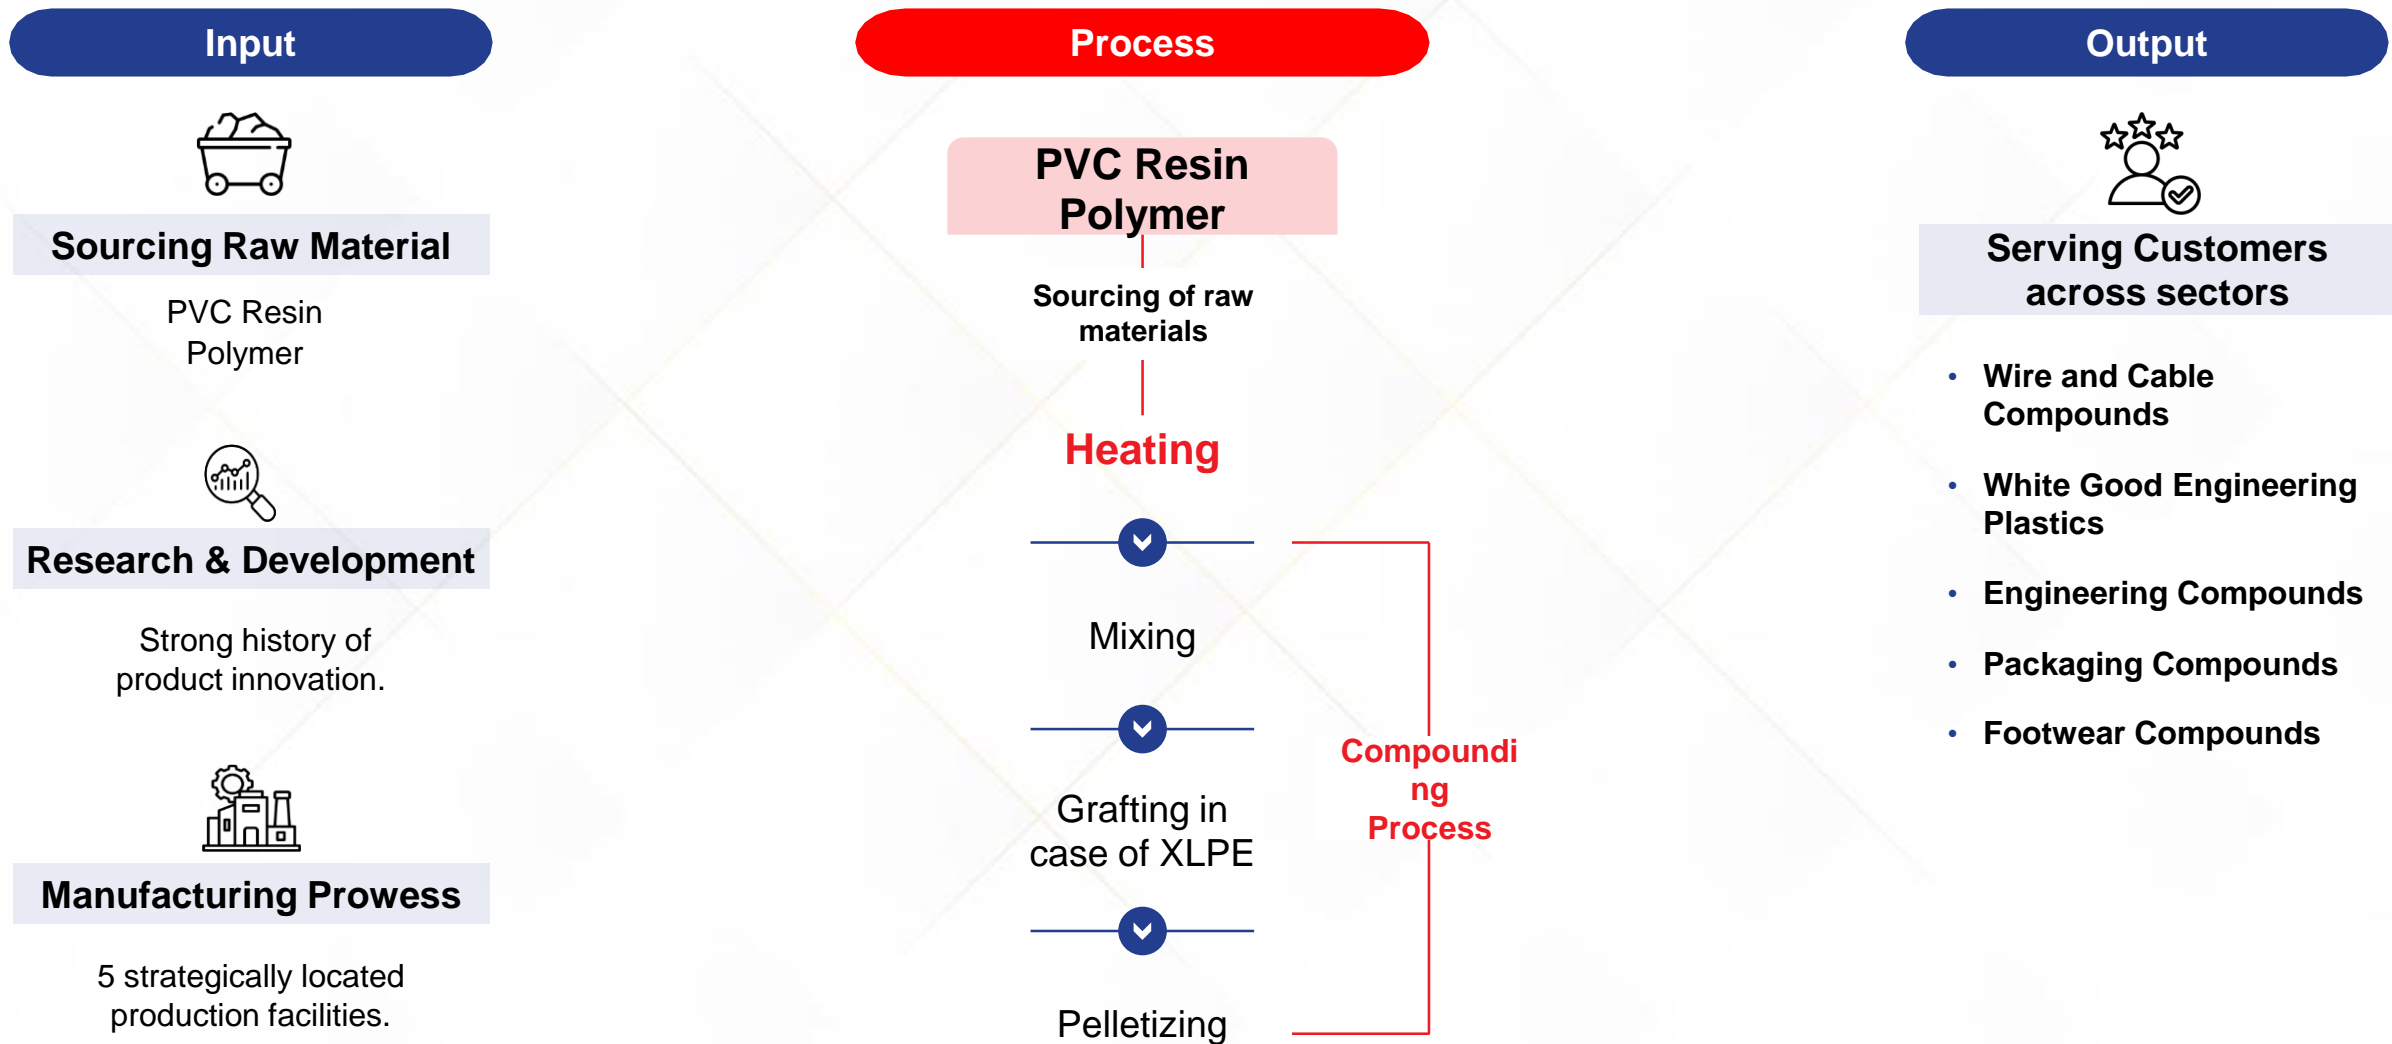 Input
Sourcing Raw Material
PVC Resin
Polymer
Research & Development
Strong history of
product innovation.
Manufacturing Prowess
5 strategically located
production facilities.
Process
PVC Resin
Polymer
Sourcing of raw
materials
Heating
Mixing
Grafting in
case of XLPE
Pelletizing
Compoundi
ng
Process
Output
Serving Customers
across sectors
• Wire and Cable
Compounds
• White Good Engineering
Plastics
• Engineering Compounds
• Packaging Compounds
• Footwear Compounds